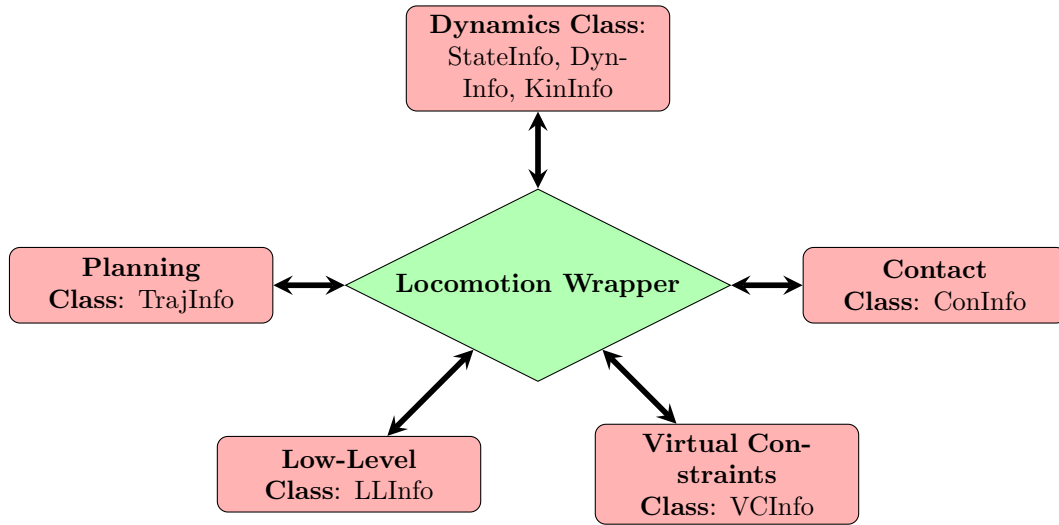 Dynamics Class:
StateInfo, Dyn-
Info, KinInfo
Planning
Class: TrajInfo
Locomotion Wrapper
Contact
Class: ConInfo
Low-Level
Class: LLInfo
Virtual Con-
straints
Class: VCInfo